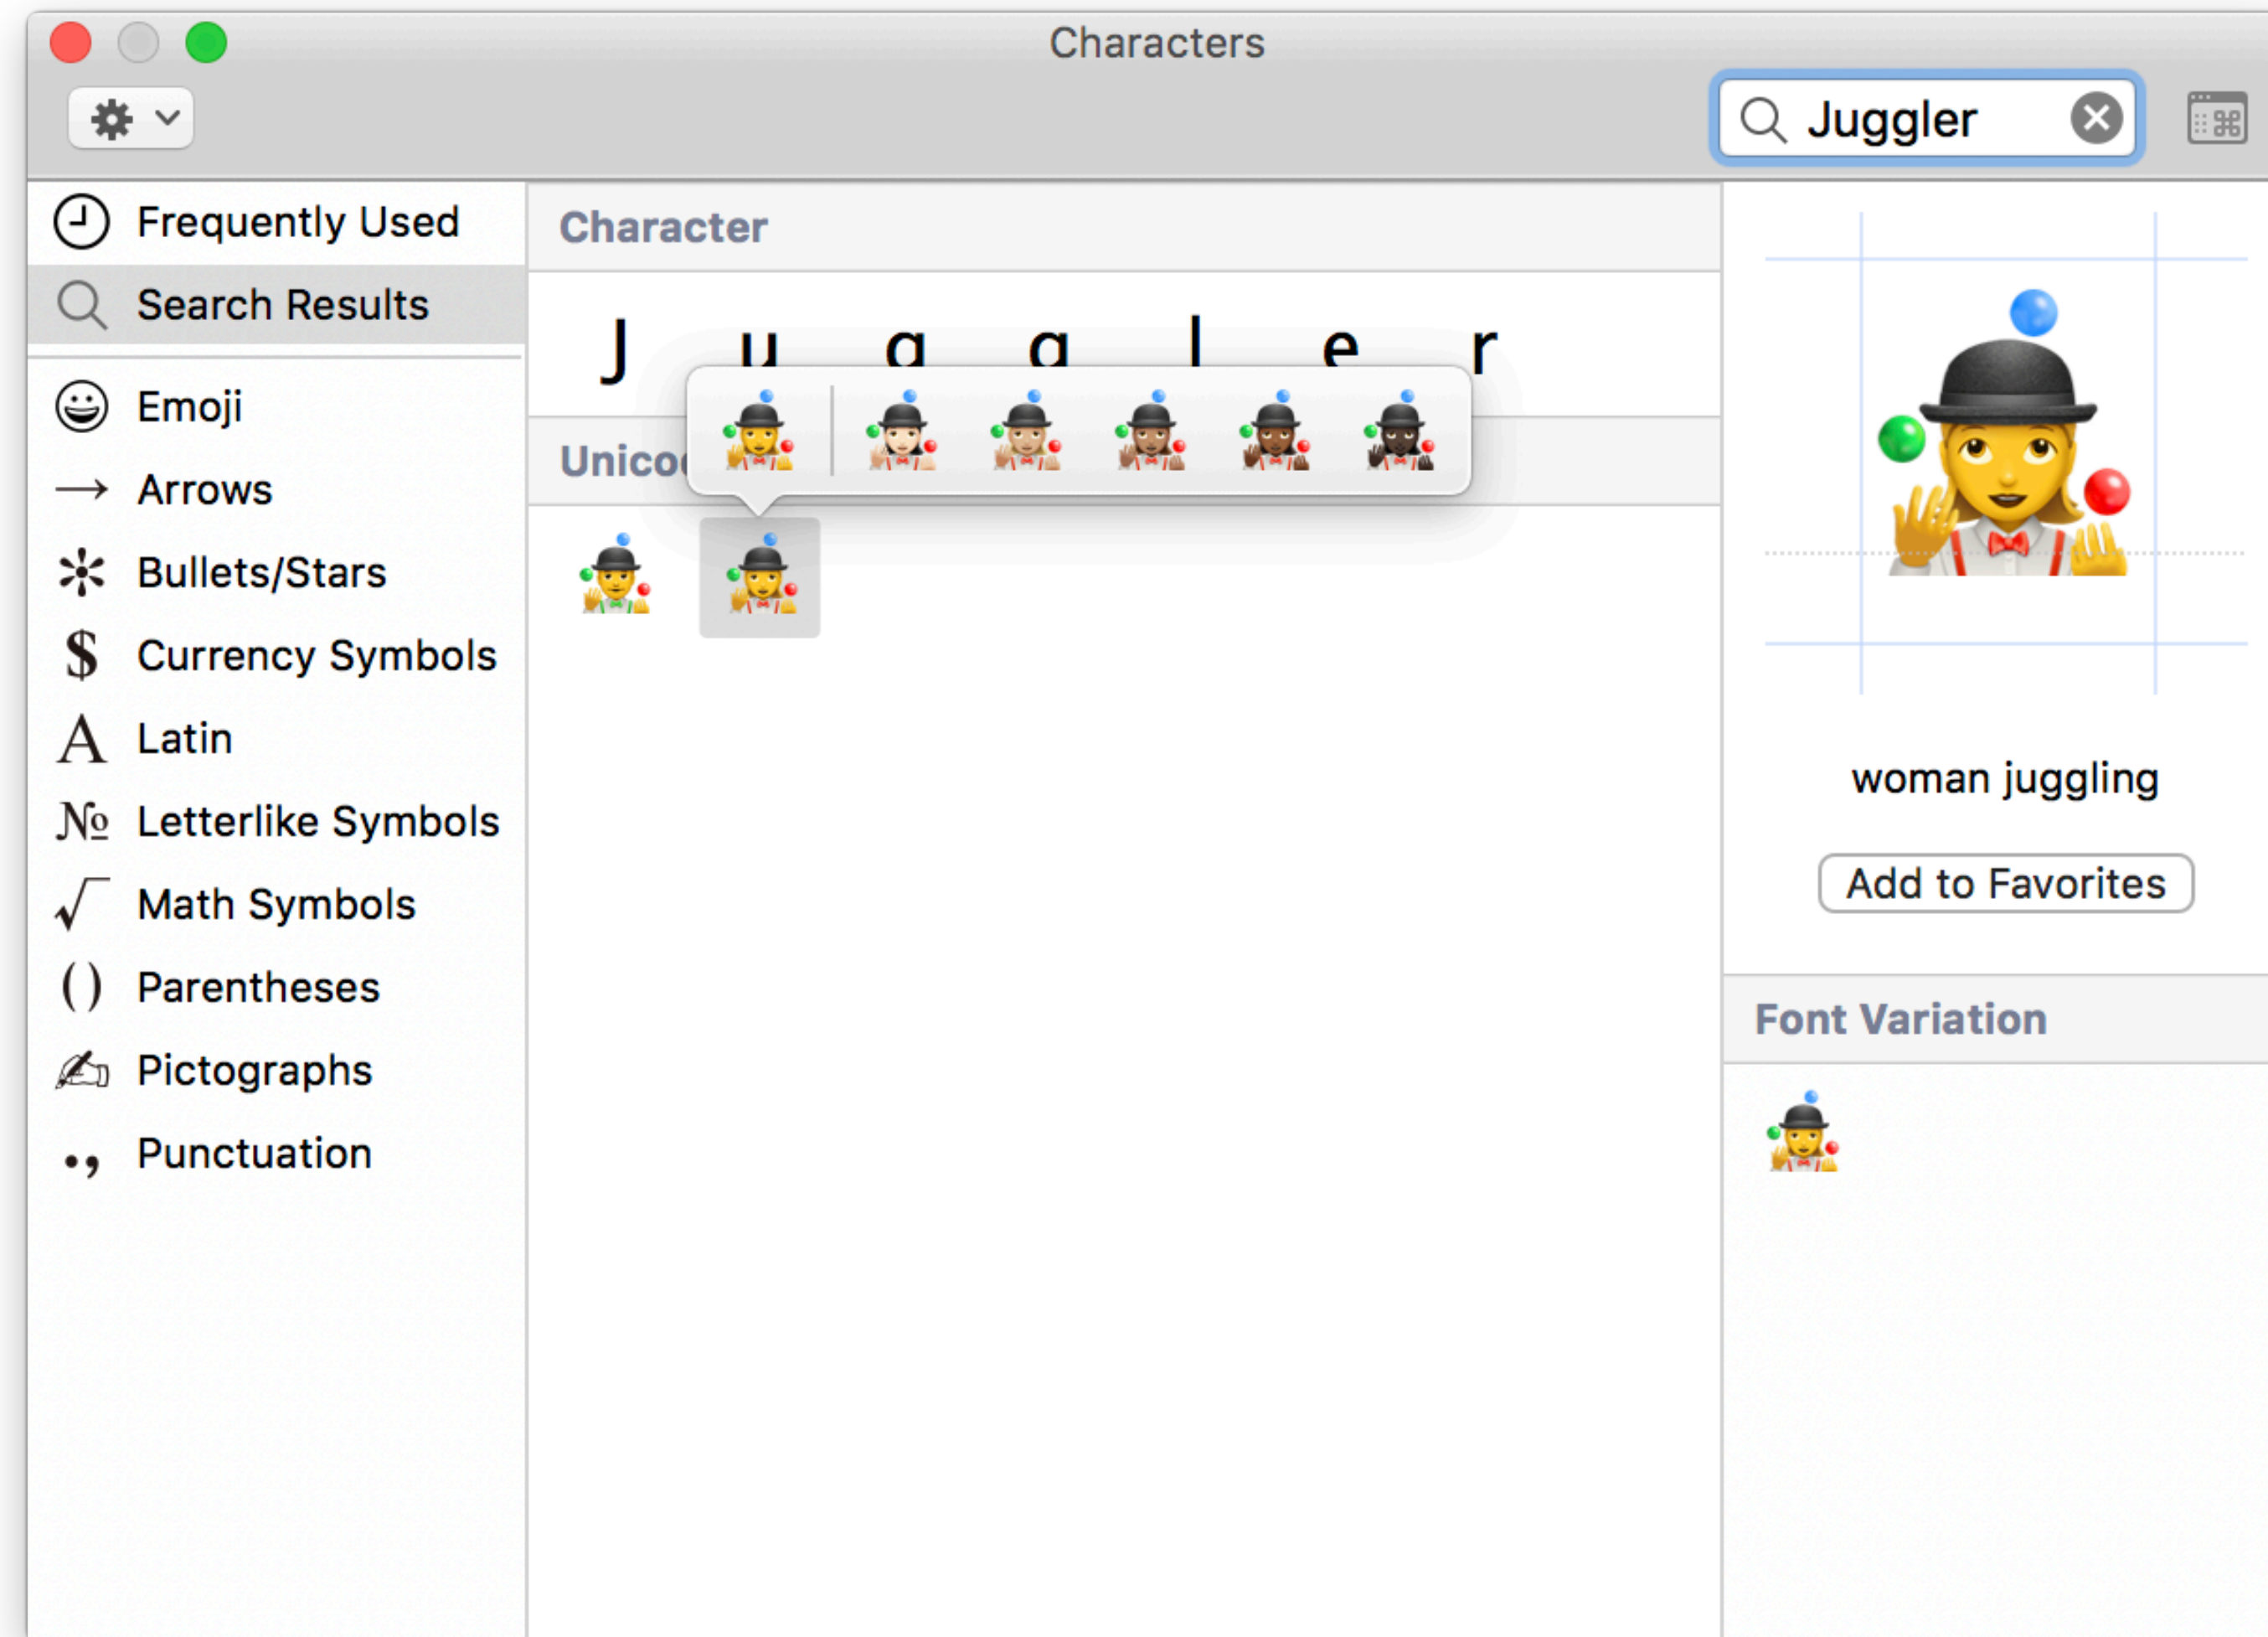 Characters
Juggler
Frequently Used
Search Results
Emoji
Arrows
Bullets/Stars
$ Currency Symbols
A Latin
№ Letterlike Symbols
√ Math Symbols
() Parentheses
Pictographs
•, Punctuation
Character
J u g g l e r
woman juggling
Add to Favorites
Font Variation